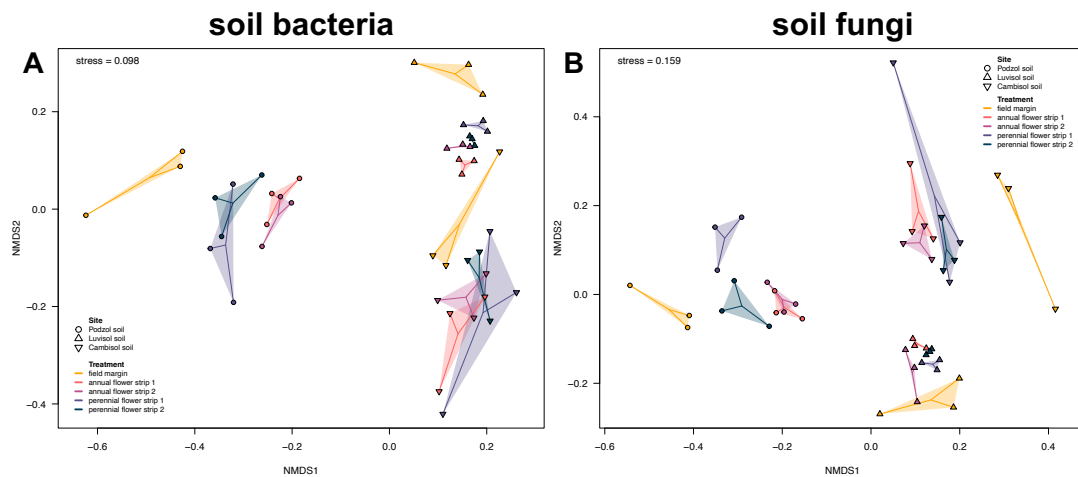 soil bacteria
soil fungi
A
stress = 0.098
NMDS2
0.2
0.0
−0.2
−0.4
Site
Podzol soil
Luvisol soil
Cambisol soil
Treatment
field margin
annual flower strip 1
annual flower strip 2
perennial flower strip 1
perennial flower strip 2
−0.6
−0.4
−0.2
0.0
0.2
NMDS1
B
stress = 0.159
NMDS2
0.4
0.2
0.0
−0.2
Site
Podzol soil
Luvisol soil
Cambisol soil
Treatment
field margin
annual flower strip 1
annual flower strip 2
perennial flower strip 1
perennial flower strip 2
−0.6
−0.4
−0.2
0.0
0.2
0.4
NMDS1